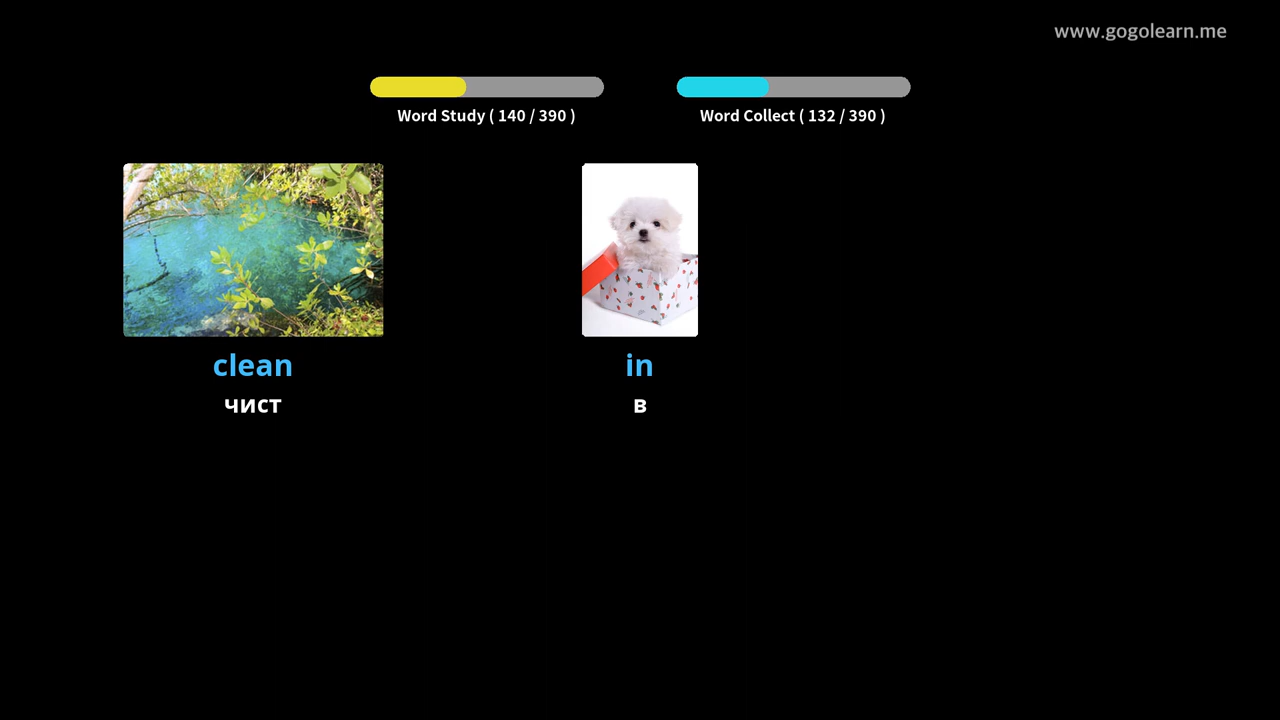 www.gogolearn.me
Word Study ( 140 / 390 )
Word Collect ( 132 / 390 )
clean
чист
in
в